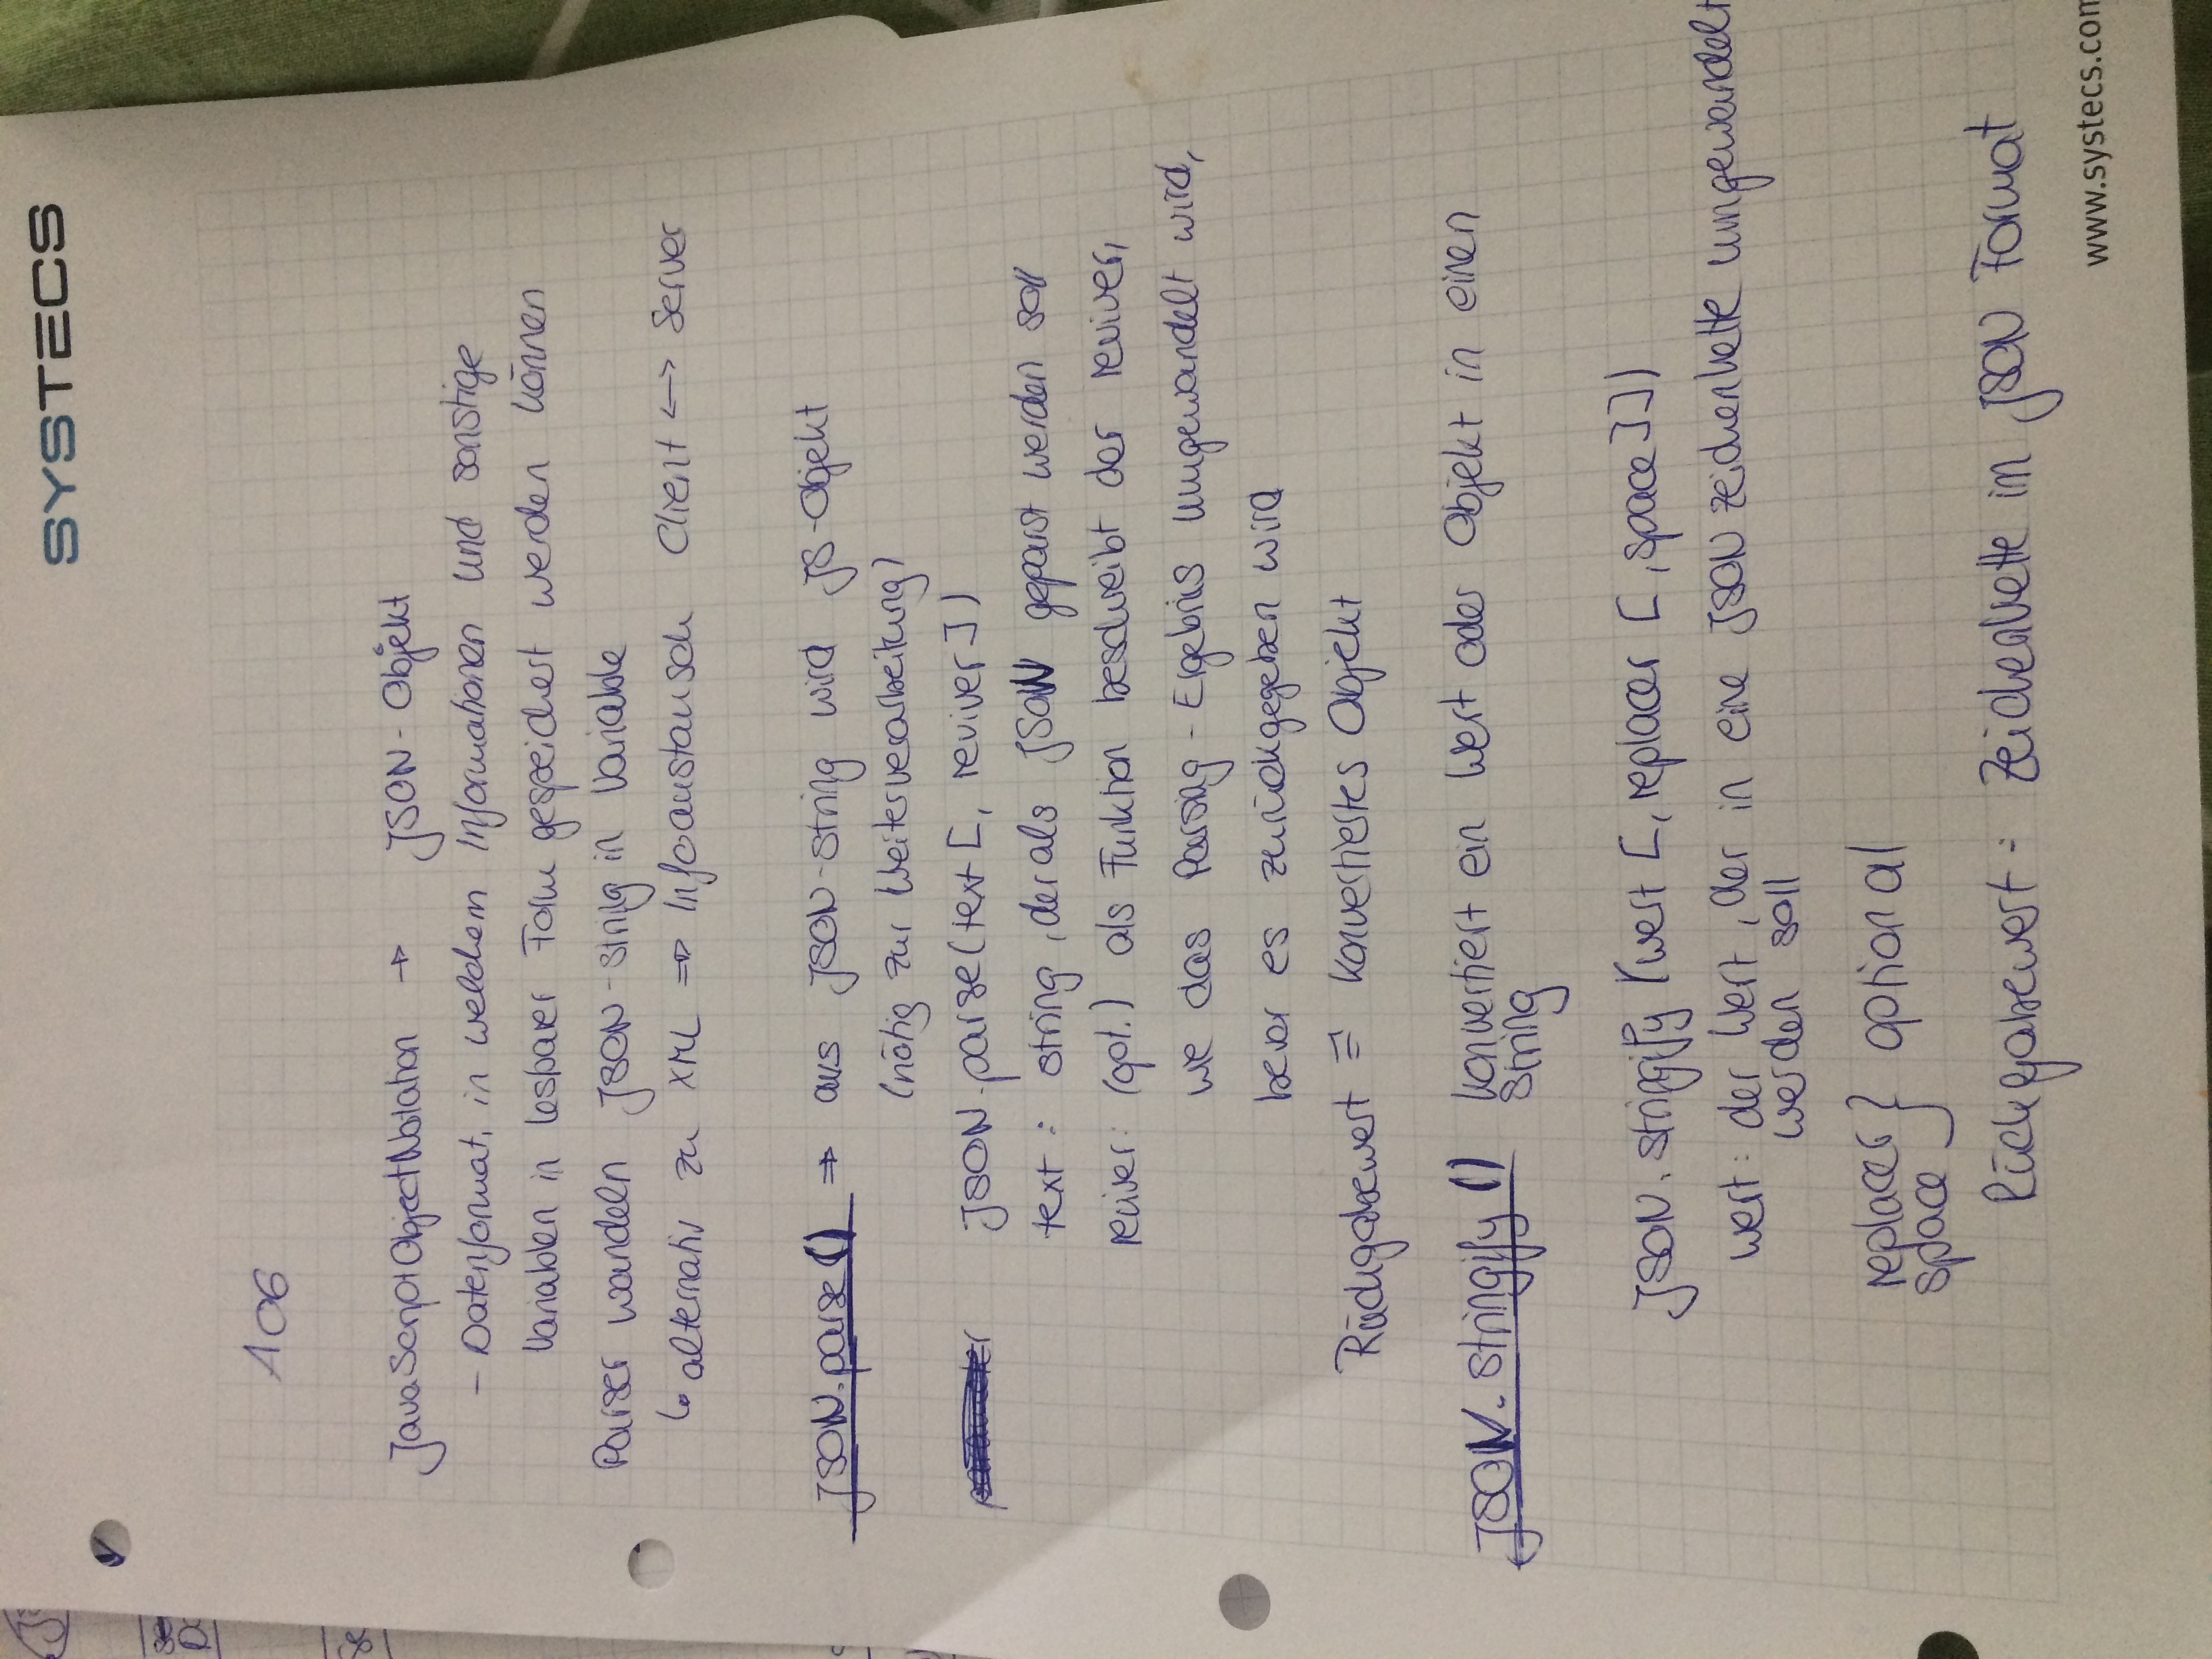 SYSTECS
A06
JavaScriptObjectNotation → JSON-Objekt
- Datenformat, in welchem Informationen und sonstige
Variablen in lesbarer Form gespeichert werden können
Parser wandeln JSON-string in Variable
↳ alternativ zu XML ⇒ Infoaustausch Client ↔ Server
JSON.parse() ⇒ aus JSON-string wird JS-Objekt
(nötig zur Weiterverarbeitung)
parameter JSON.parse(text[, reviver])
text: string, der als JSON geparst werden soll
reviver: (opt.) als Funktion beschreibt der reviver,
wie das Parsing-Ergebnis umgewandelt wird,
bevor es zurückgegeben wird
Rückgabewert = konvertiertes Objekt
JSON.stringify() konvertiert ein Wert oder Objekt in einen
String
JSON.stringify(wert[, replacer [, space]])
wert: der Wert, der in eine JSON zeichenkette umgewandelt
werden soll
replacer } optional
space
Rückgabewert: Zeichenkette im JSON Format
www.systecs.com